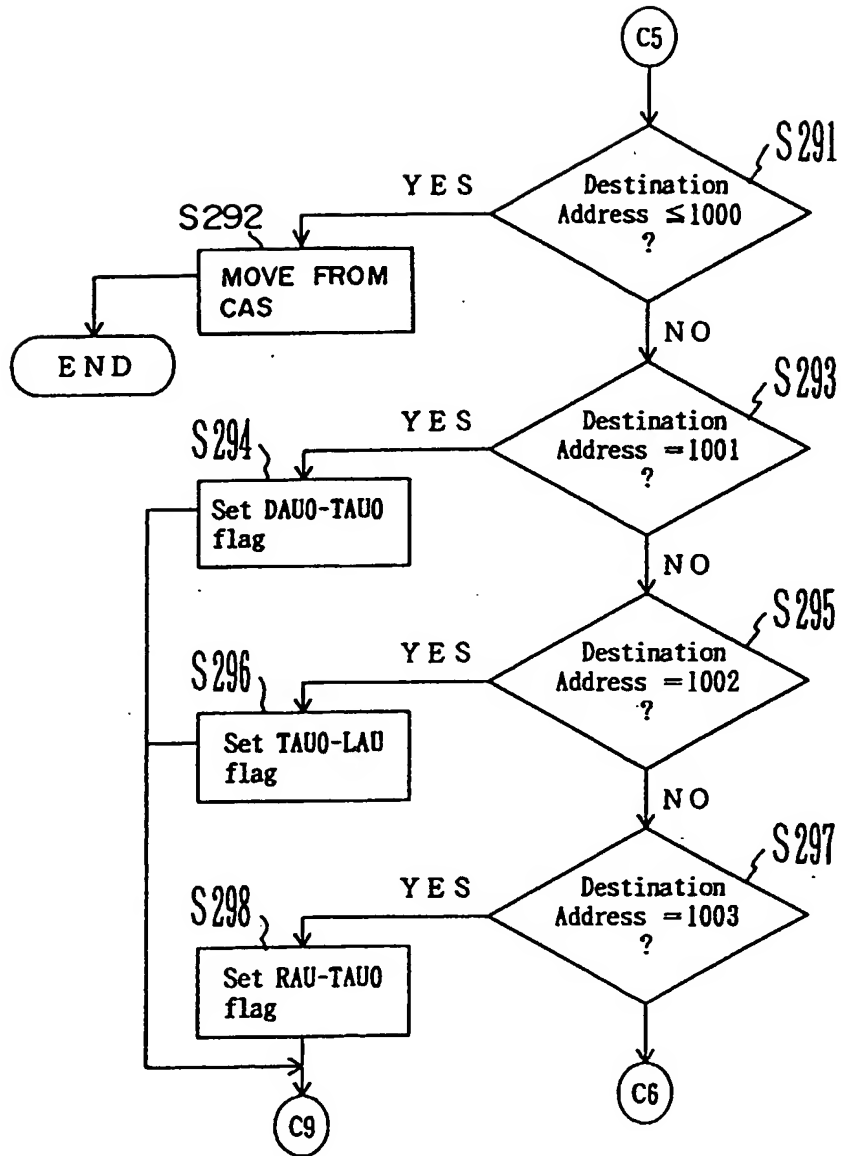 C5
S291
Destination
Address ≦1000
?
YES
S292
MOVE FROM
CAS
END
NO
S293
Destination
Address =1001
?
YES
S294
Set DAU0-TAU0
flag
NO
S295
Destination
Address =1002
?
YES
S296
Set TAU0-LAU
flag
NO
S297
Destination
Address =1003
?
YES
S298
Set RAU-TAU0
flag
C9
C6